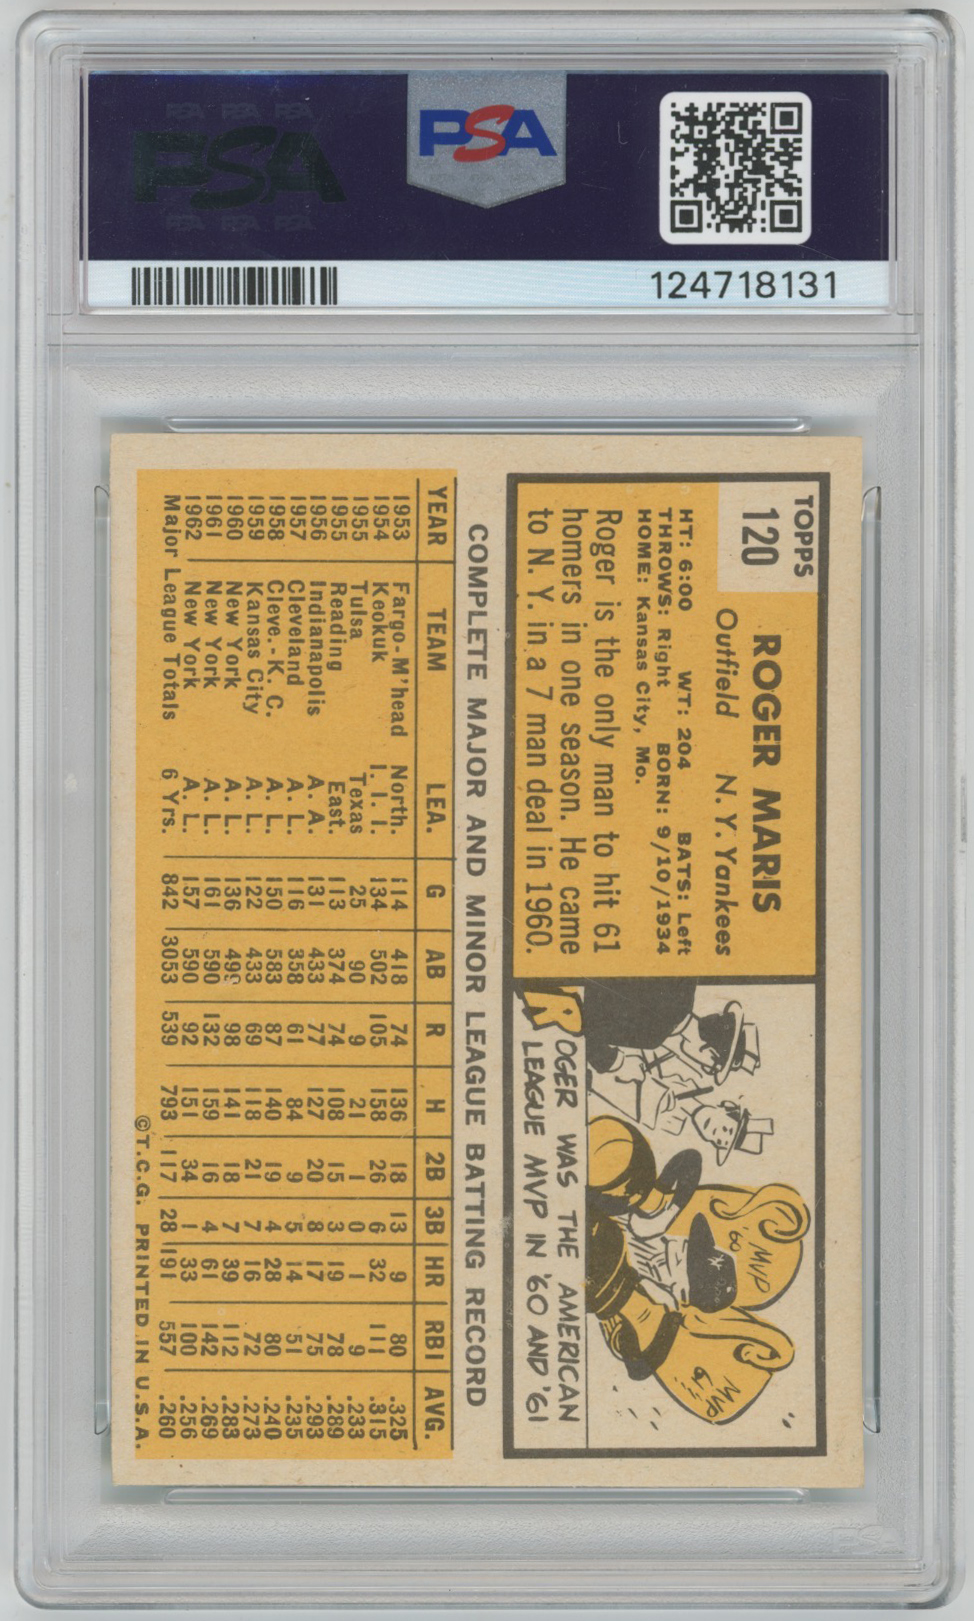 PSA PSA PSA
PSA
PSA PSA PSA
PSA
124718131
TOPPS
120
ROGER MARIS
Outfield N. Y. Yankees
HT: 6:00 WT: 204 BATS: Left
THROWS: Right BORN: 9/10/1934
HOME: Kansas City, Mo.
Roger is the only man to hit 61
homers in one season. He came
to N. Y. in a 7 man deal in 1960.
'60 MVP
MVP
ROGER WAS THE AMERICAN
LEAGUE MVP IN '60 AND '61
COMPLETE MAJOR AND MINOR LEAGUE BATTING RECORD
YEAR TEAM LEA. G AB R H 2B 3B HR RBI AVG.
1953 Fargo-M'head North. 114 418 74 136 18 13 9 80 .325
1954 Keokuk I. I. I. 134 502 105 158 26 6 32 111 .315
1955 Tulsa Texas 25 90 9 21 1 0 1 9 .233
1955 Reading East. 113 374 74 108 15 3 19 78 .289
1956 Indianapolis A. A. 131 433 77 127 20 8 17 75 .293
1957 Cleveland A. L. 116 358 61 84 9 5 14 51 .235
1958 Cleve.-K. C. A. L. 150 583 87 140 19 4 28 80 .240
1959 Kansas City A. L. 122 433 69 118 21 7 16 72 .273
1960 New York A. L. 136 499 98 141 18 7 39 112 .283
1961 New York A. L. 161 590 132 159 16 4 61 142 .269
1962 New York A. L. 157 590 92 151 34 1 33 100 .256
Major League Totals 6 Yrs. 842 3053 539 793 117 28 191 557 .260
©T.C.G. PRINTED IN U.S.A.